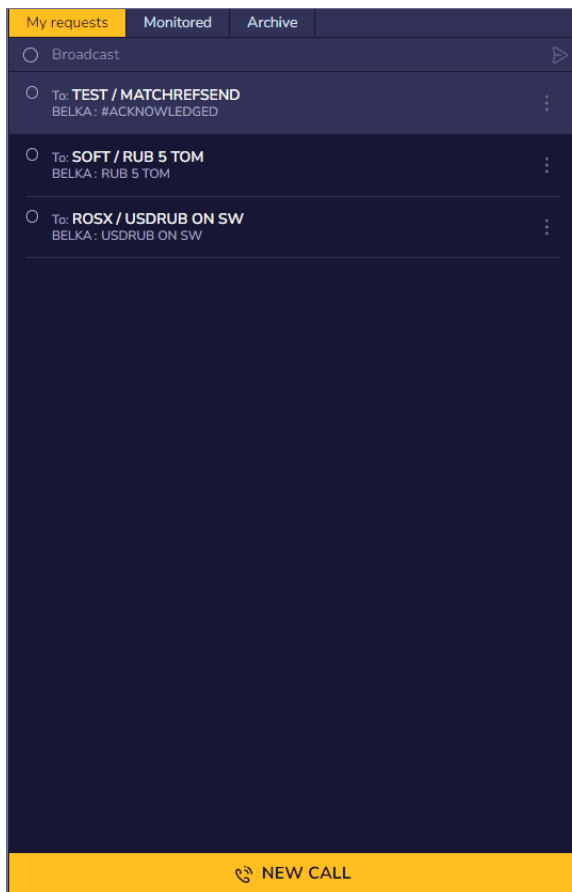 My requests Monitored Archive
Broadcast
To: TEST / MATCHREFSEND
BELKA : #ACKNOWLEDGED
To: SOFT / RUB 5 TOM
BELKA : RUB 5 TOM
To: ROSX / USDRUB ON SW
BELKA : USDRUB ON SW
NEW CALL